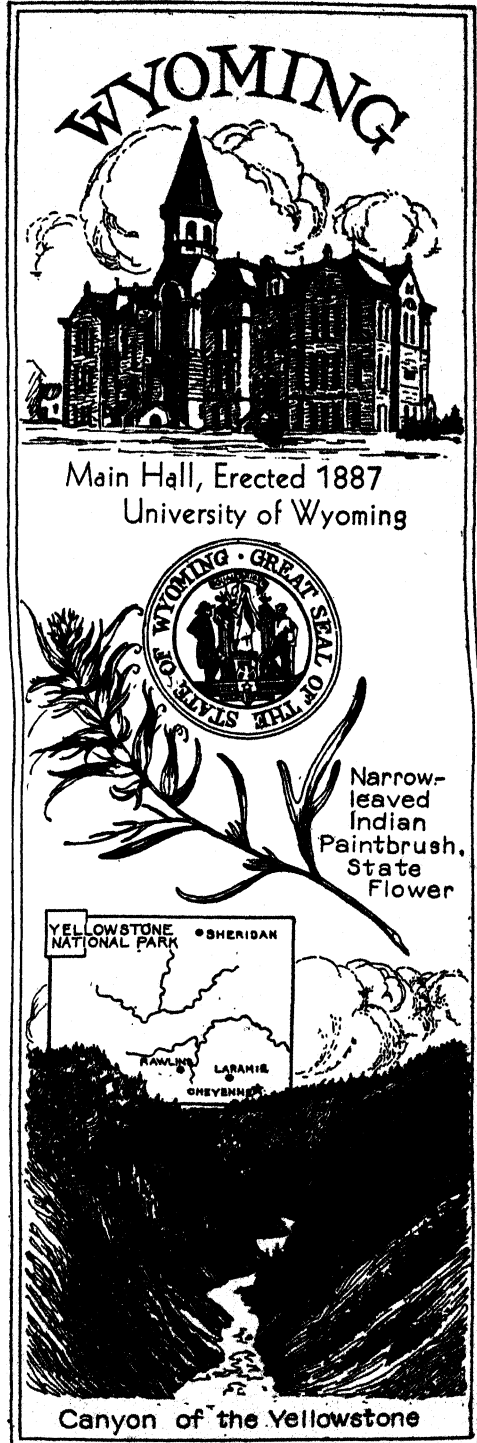 WYOMING
Main Hall, Erected 1887
University of Wyoming
GREAT SEAL OF THE STATE OF WYOMING
Narrow-
leaved
Indian
Paintbrush,
State
Flower
YELLOWSTONE
NATIONAL PARK
SHERIDAN
RAWLINS
LARAMIE
CHEYENNE
Canyon of the Yellowstone